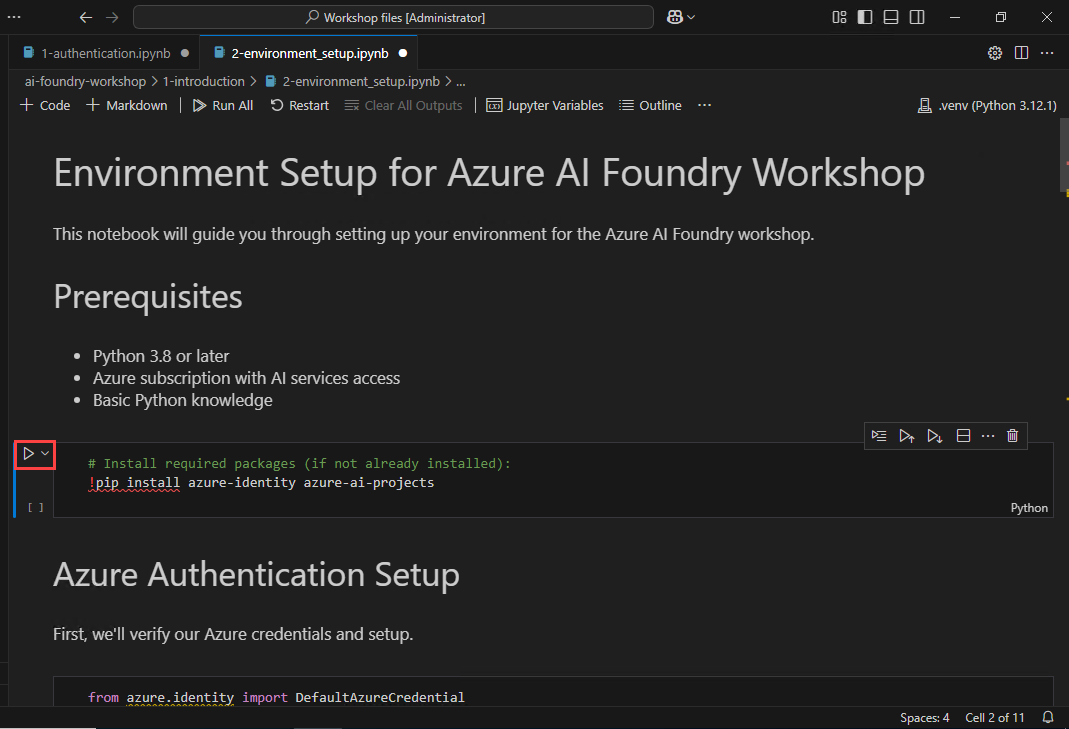 Workshop files [Administrator]
1-authentication.ipynb
2-environment_setup.ipynb
ai-foundry-workshop > 1-introduction > 2-environment_setup.ipynb > ...
+ Code + Markdown | Run All Restart Clear All Outputs | Jupyter Variables Outline ... .venv (Python 3.12.1)
Environment Setup for Azure AI Foundry Workshop
This notebook will guide you through setting up your environment for the Azure AI Foundry workshop.
Prerequisites
• Python 3.8 or later
• Azure subscription with AI services access
• Basic Python knowledge
# Install required packages (if not already installed):
!pip install azure-identity azure-ai-projects
[ ]
Python
Azure Authentication Setup
First, we'll verify our Azure credentials and setup.
from azure.identity import DefaultAzureCredential
Spaces: 4 Cell 2 of 11